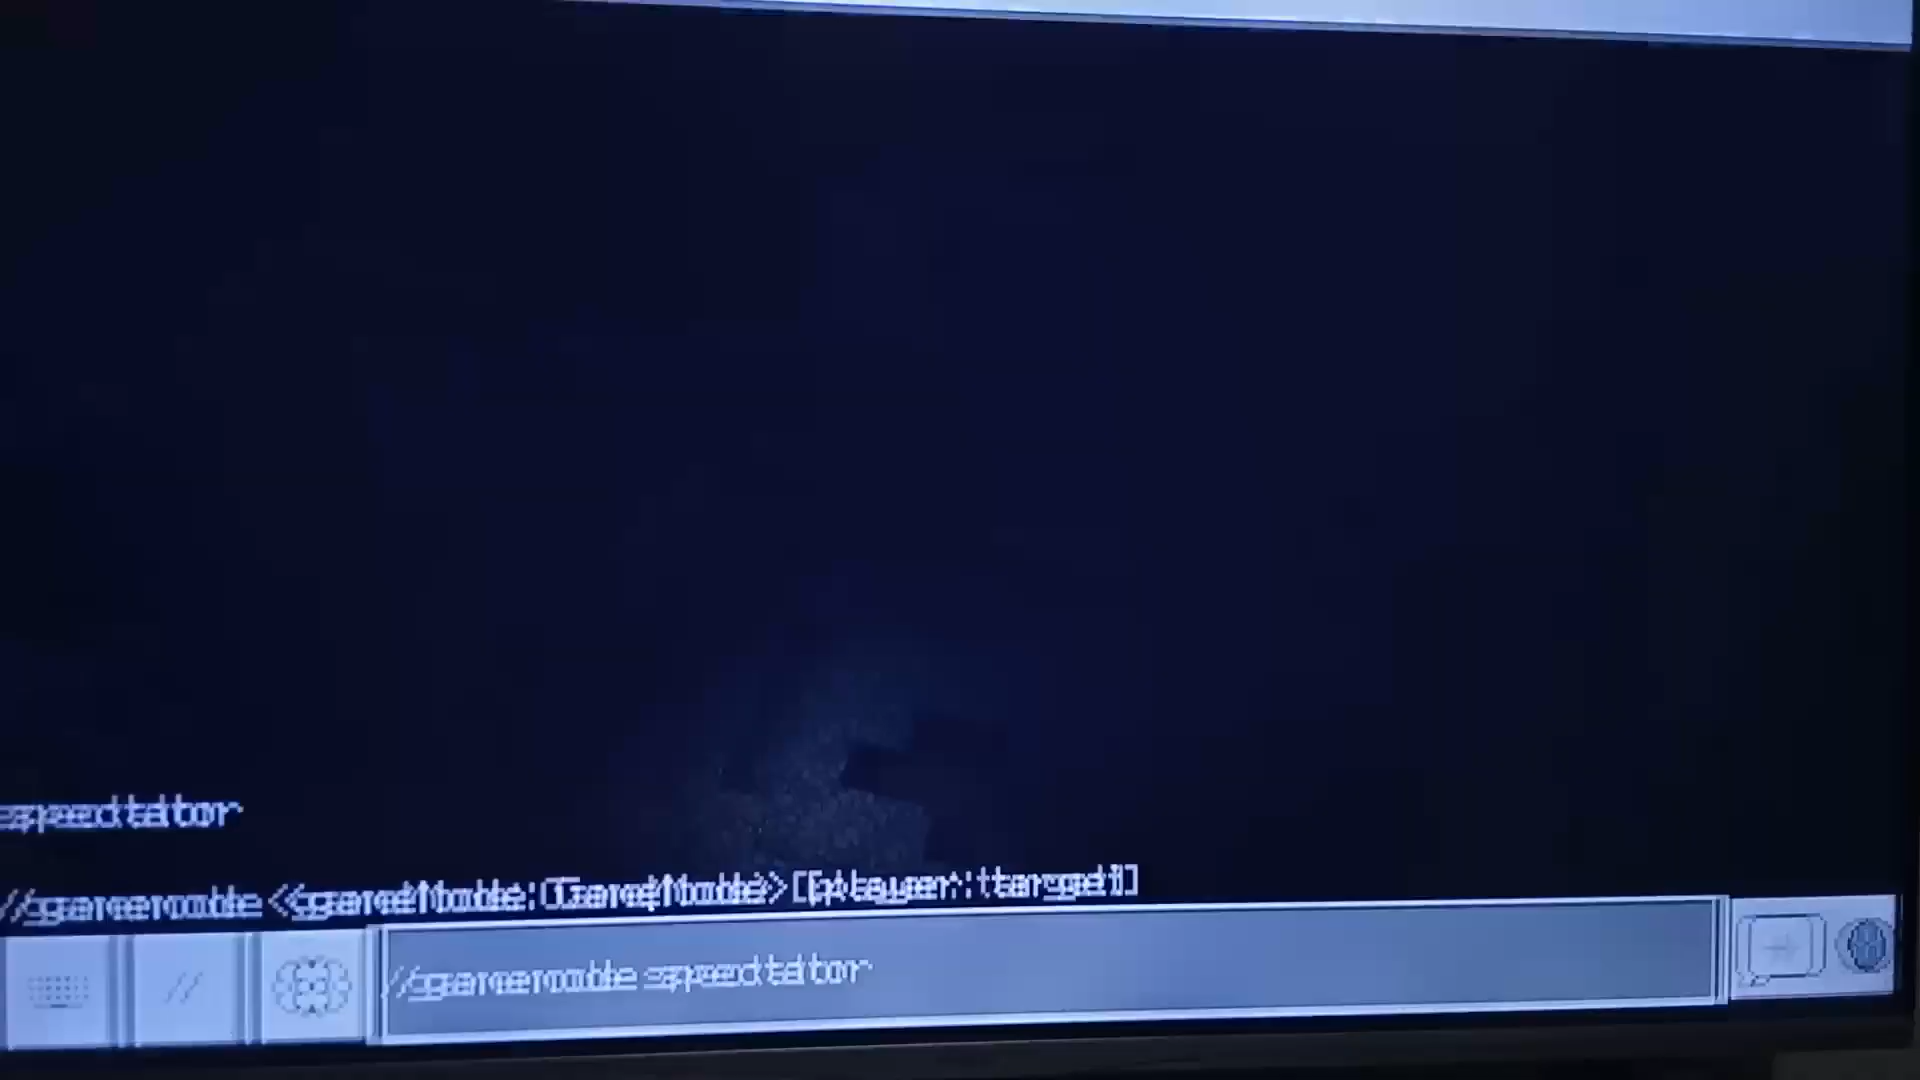 spectator
/gamemode <gameMode: GameMode> [player: target]
/
/gamemode spectator